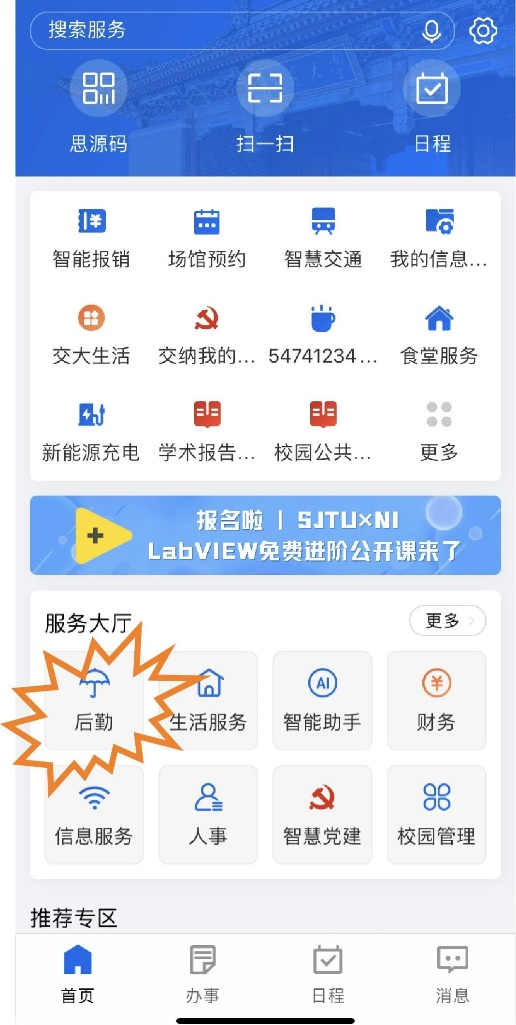 搜索服务
思源码
扫一扫
日程
智能报销
场馆预约
智慧交通
我的信息...
交大生活
交纳我的...
54741234...
食堂服务
新能源充电
学术报告...
校园公共...
更多
报名啦 | SJTU×NI
LabVIEW免费进阶公开课来了
服务大厅
更多
后勤
生活服务
智能助手
财务
信息服务
人事
智慧党建
校园管理
推荐专区
首页
办事
日程
消息